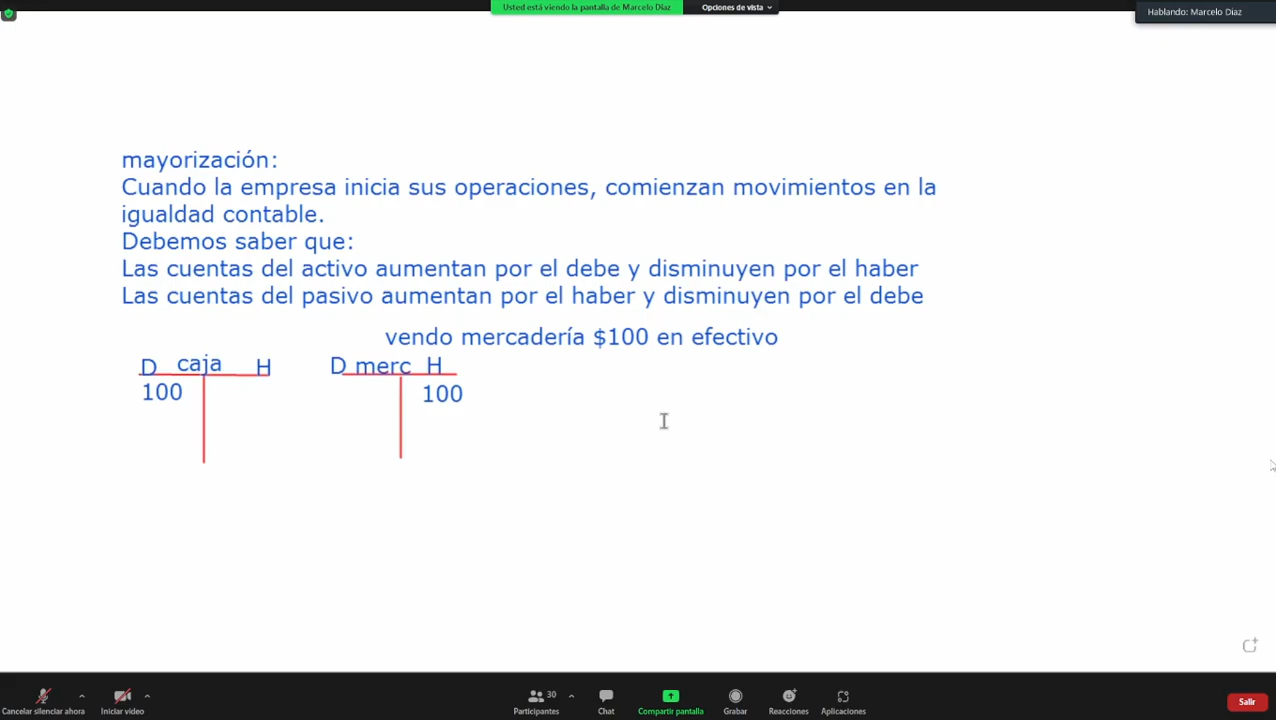 Usted está viendo la pantalla de Marcelo Diaz
Opciones de vista
Hablando: Marcelo Diaz
mayorización:
Cuando la empresa inicia sus operaciones, comienzan movimientos en la
igualdad contable.
Debemos saber que:
Las cuentas del activo aumentan por el debe y disminuyen por el haber
Las cuentas del pasivo aumentan por el haber y disminuyen por el debe
vendo mercadería $100 en efectivo
D caja H
D merc H
100
100
Cancelar silenciar ahora
Iniciar video
30
Participantes
Chat
Compartir pantalla
Grabar
Reacciones
Aplicaciones
Salir